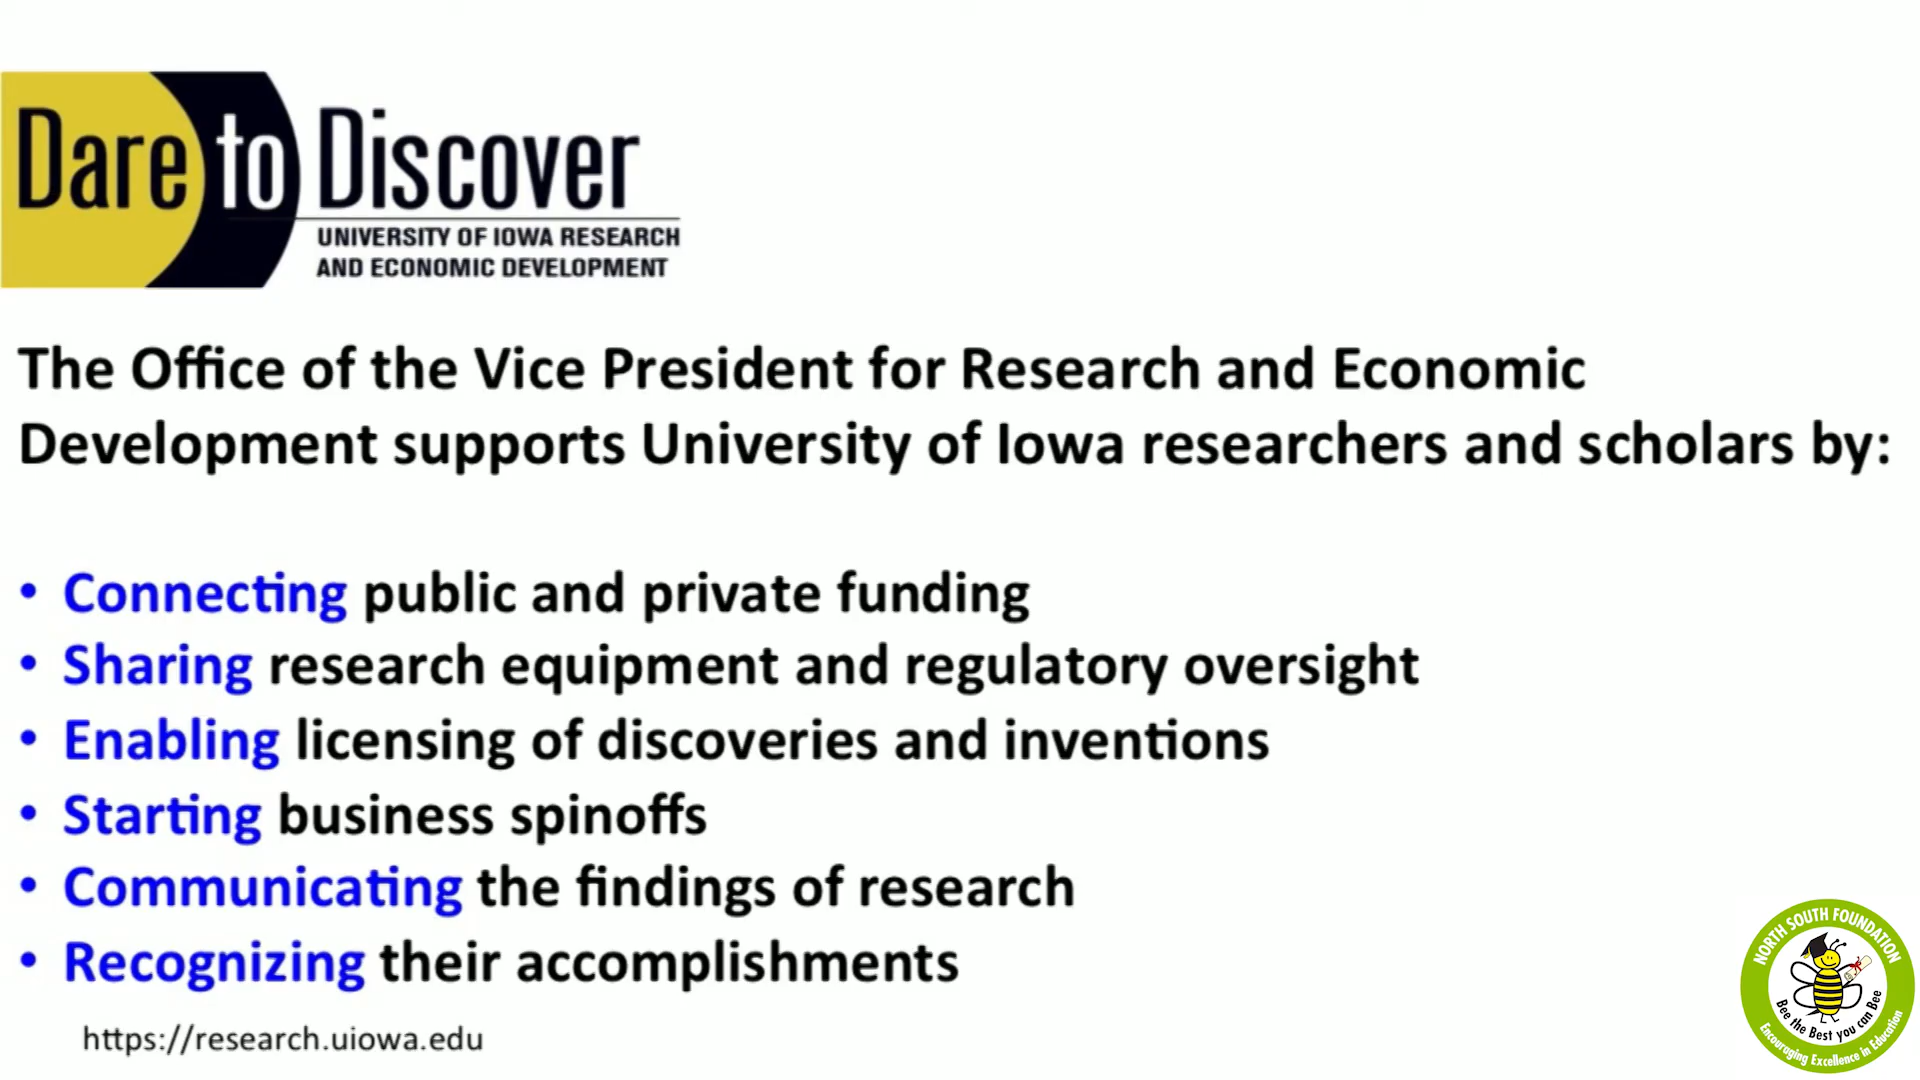 Dare to Discover
UNIVERSITY OF IOWA RESEARCH
AND ECONOMIC DEVELOPMENT
The Office of the Vice President for Research and Economic
Development supports University of Iowa researchers and scholars by:
• Connecting public and private funding
• Sharing research equipment and regulatory oversight
• Enabling licensing of discoveries and inventions
• Starting business spinoffs
• Communicating the findings of research
• Recognizing their accomplishments
https://research.uiowa.edu
NORTH SOUTH FOUNDATION
Bee the Best you can Bee
Encouraging Excellence in Education